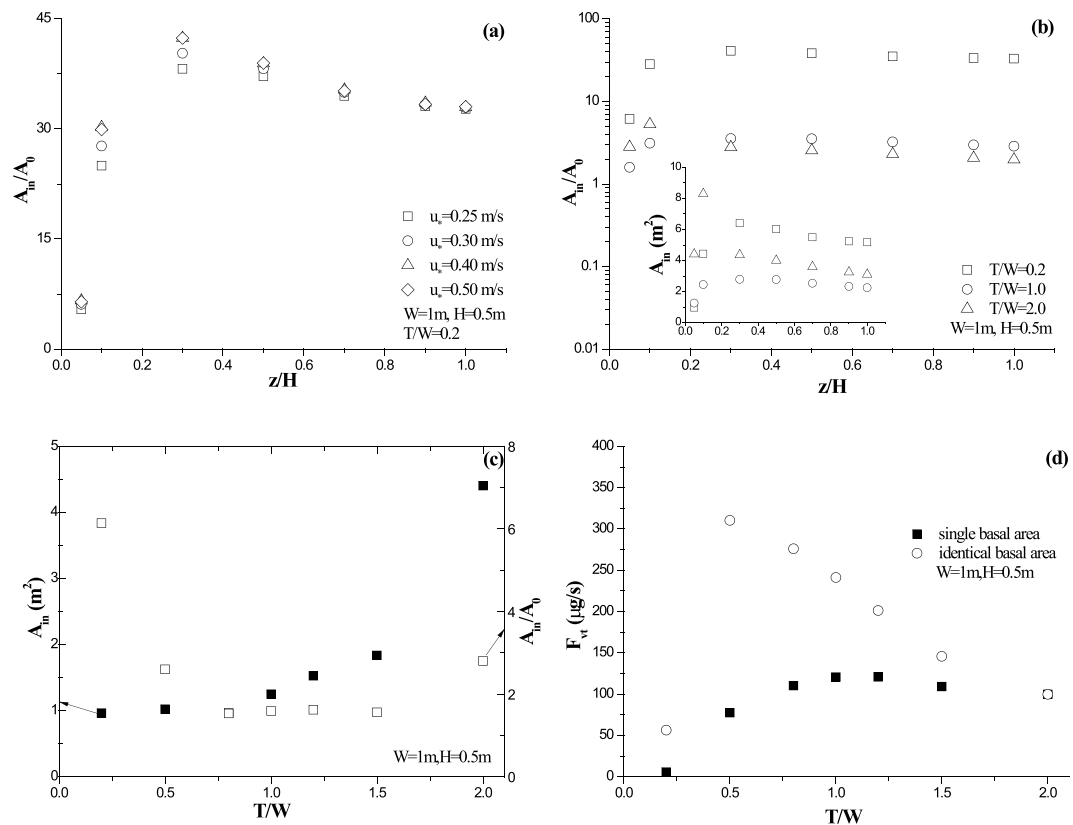 (a)
45
30
15
0
A_in/A_0
□ u_*=0.25 m/s
○ u_*=0.30 m/s
△ u_*=0.40 m/s
◇ u_*=0.50 m/s
W=1m, H=0.5m
T/W=0.2
0.0 0.2 0.4 0.6 0.8 1.0
z/H
(b)
100
10
1
0.1
0.01
A_in/A_0
10
8
6
4
2
0
A_in (m²)
0.0 0.2 0.4 0.6 0.8 1.0
□ T/W=0.2
○ T/W=1.0
△ T/W=2.0
W=1m, H=0.5m
0.0 0.2 0.4 0.6 0.8 1.0
z/H
(c)
5
4
3
2
1
0
A_in (m²)
8
6
4
2
0
A_in/A_0
W=1m,H=0.5m
0.0 0.5 1.0 1.5 2.0
T/W
(d)
400
350
300
250
200
150
100
50
0
F_vt (μg/s)
■ single basal area
○ identical basal area
W=1m,H=0.5m
0.0 0.5 1.0 1.5 2.0
T/W